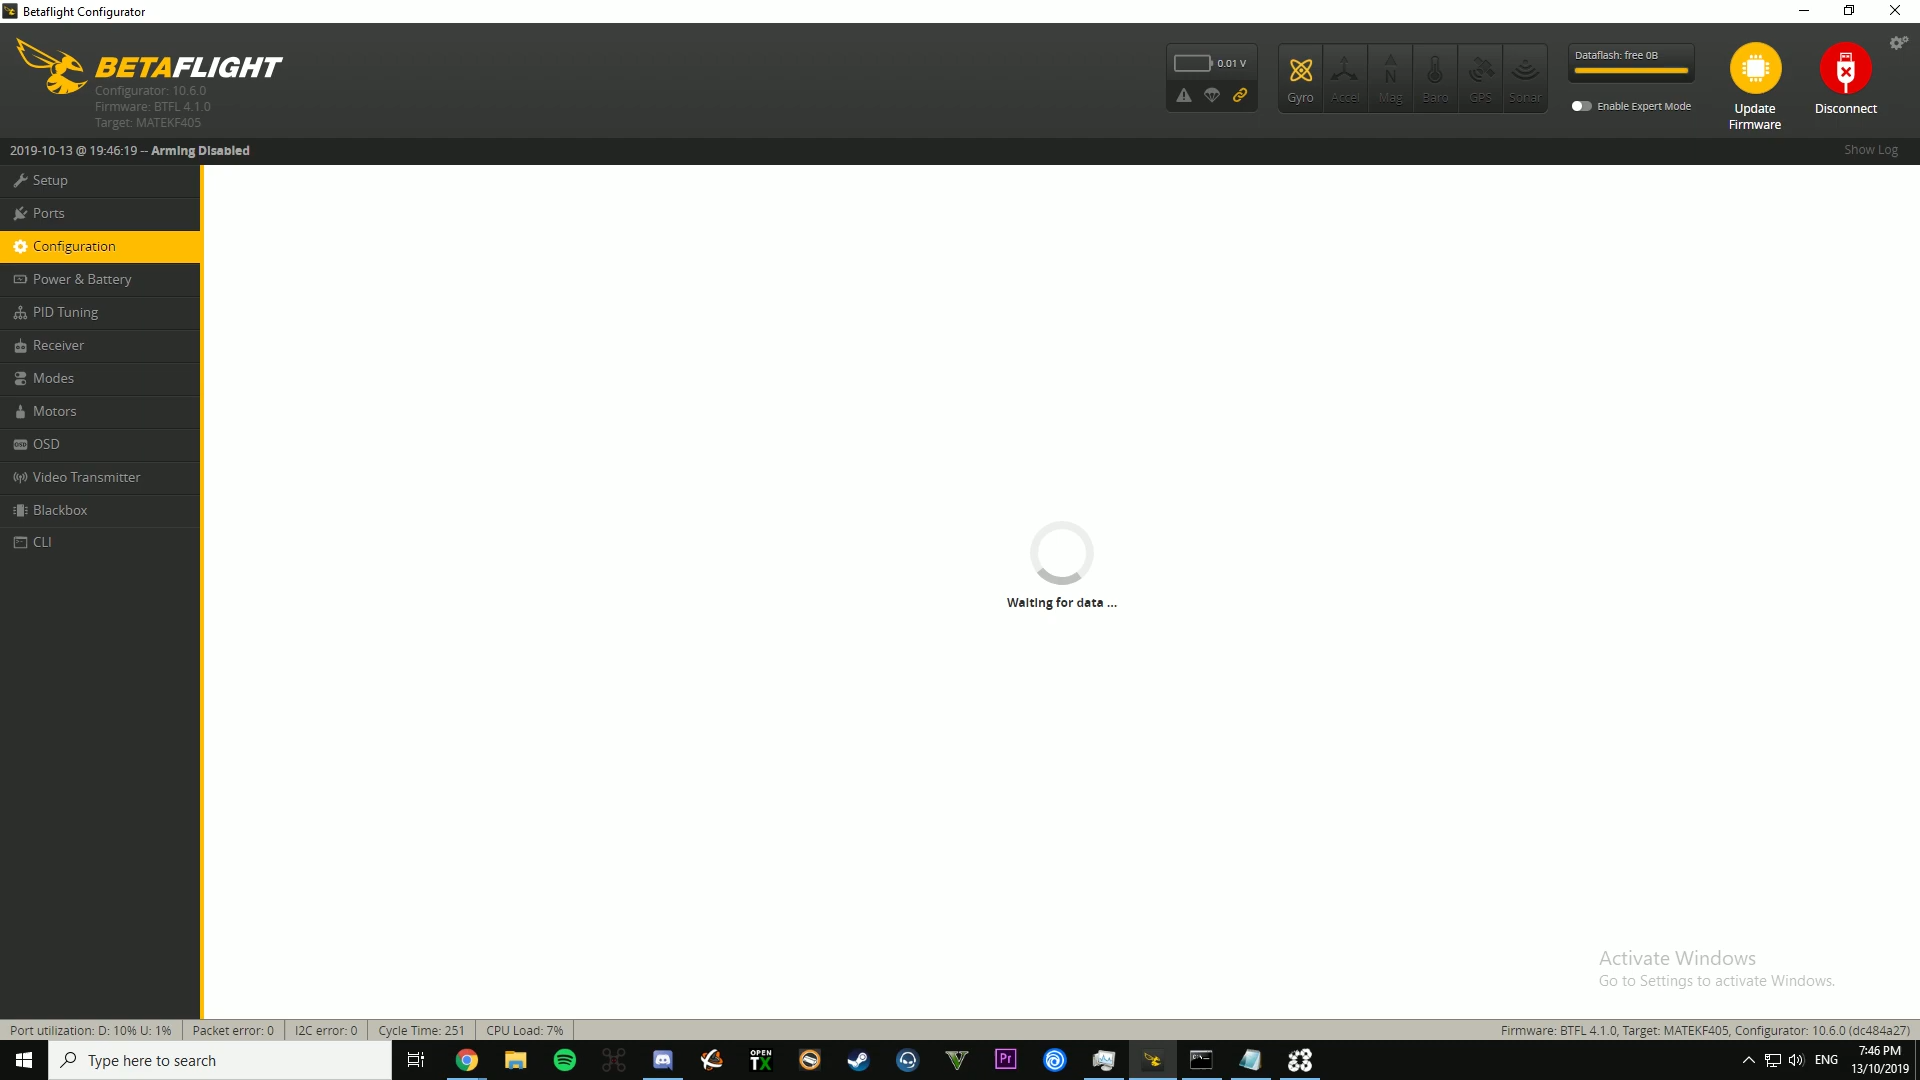 Betaflight Configurator
BETAFLIGHT
Configurator: 10.6.0
Firmware: BTFL 4.1.0
Target: MATEKF405
0.01 V
Gyro
Accel
Mag
Baro
GPS
Sonar
Dataflash: free 0B
Enable Expert Mode
Update
Firmware
Disconnect
2019-10-13 @ 19:46:19 -- Arming Disabled
Show Log
Setup
Ports
Configuration
Power & Battery
PID Tuning
Receiver
Modes
Motors
OSD
Video Transmitter
Blackbox
CLI
Waiting for data ...
Activate Windows
Go to Settings to activate Windows.
Port utilization: D: 10% U: 1%
Packet error: 0
I2C error: 0
Cycle Time: 251
CPU Load: 7%
Firmware: BTFL 4.1.0, Target: MATEKF405, Configurator: 10.6.0 (dc484a27)
Type here to search
OPEN
TX
Pr
ENG
7:46 PM
13/10/2019